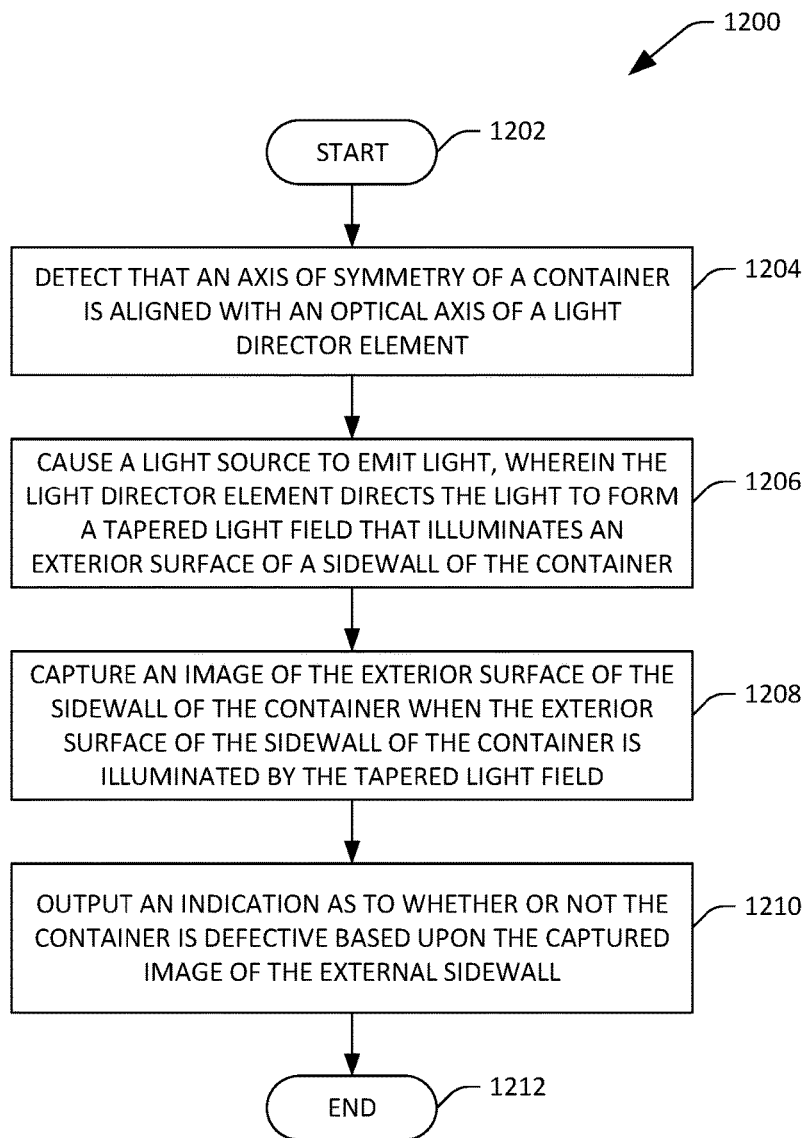 1200
START
1202
DETECT THAT AN AXIS OF SYMMETRY OF A CONTAINER
IS ALIGNED WITH AN OPTICAL AXIS OF A LIGHT
DIRECTOR ELEMENT
1204
CAUSE A LIGHT SOURCE TO EMIT LIGHT, WHEREIN THE
LIGHT DIRECTOR ELEMENT DIRECTS THE LIGHT TO FORM
A TAPERED LIGHT FIELD THAT ILLUMINATES AN
EXTERIOR SURFACE OF A SIDEWALL OF THE CONTAINER
1206
CAPTURE AN IMAGE OF THE EXTERIOR SURFACE OF THE
SIDEWALL OF THE CONTAINER WHEN THE EXTERIOR
SURFACE OF THE SIDEWALL OF THE CONTAINER IS
ILLUMINATED BY THE TAPERED LIGHT FIELD
1208
OUTPUT AN INDICATION AS TO WHETHER OR NOT THE
CONTAINER IS DEFECTIVE BASED UPON THE CAPTURED
IMAGE OF THE EXTERNAL SIDEWALL
1210
END
1212